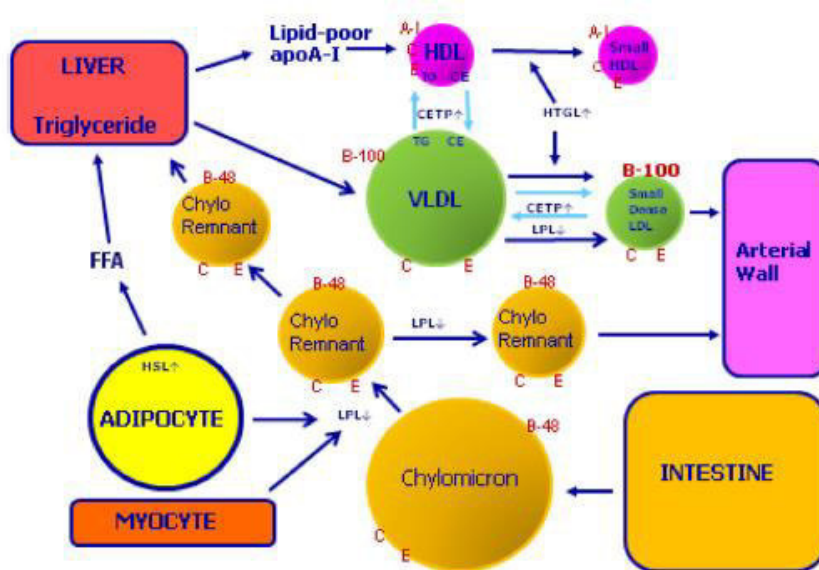 Lipid-poor
apoA-I
A-I
C
E
HDL
TG CE
A-I
C
E
Small
HDL
LIVER
Triglyceride
CETP↑
HTGL↑
TG CE
B-100
VLDL
C E
B-100
Small
Dense
LDL
C E
CETP↑
LPL↓
Arterial
Wall
B-48
Chylo
Remnant
C E
FFA
B-48
Chylo
Remnant
C E
LPL↓
B-48
Chylo
Remnant
C E
HSL↑
ADIPOCYTE
LPL↓
MYOCYTE
B-48
Chylomicron
C
E
INTESTINE